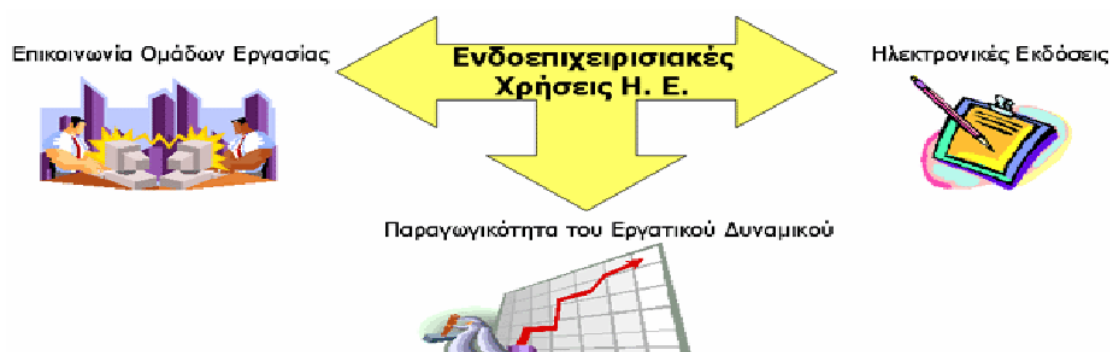 Επικοινωνία Ομάδων Εργασίας
Ενδοεπιχειρισιακές
Χρήσεις Η. Ε.
Ηλεκτρονικές Εκδόσεις
Παραγωγικότητα του Εργατικού Δυναμικού